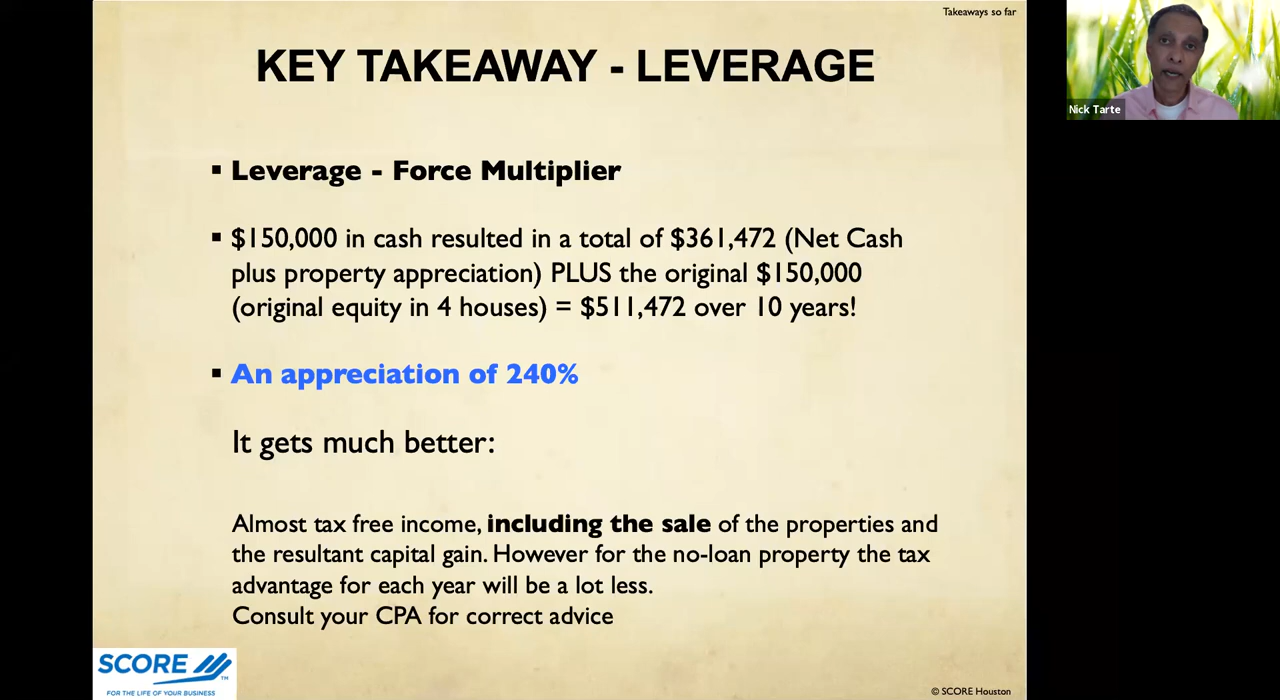 Takeaways so far
KEY TAKEAWAY - LEVERAGE
Nick Tarte
▪ Leverage - Force Multiplier
▪ $150,000 in cash resulted in a total of $361,472 (Net Cash
plus property appreciation) PLUS the original $150,000
(original equity in 4 houses) = $511,472 over 10 years!
▪ An appreciation of 240%
It gets much better:
Almost tax free income, including the sale of the properties and
the resultant capital gain. However for the no-loan property the tax
advantage for each year will be a lot less.
Consult your CPA for correct advice
SCORE TM
FOR THE LIFE OF YOUR BUSINESS
© SCORE Houston